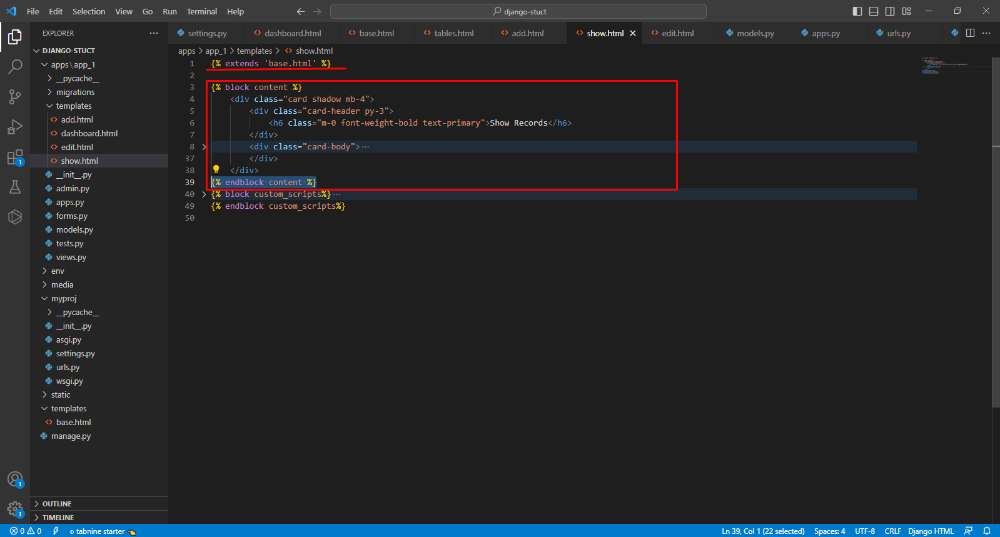 File Edit Selection View Go Run Terminal Help
django-stuct
EXPLORER
settings.py dashboard.html base.html tables.html add.html show.html edit.html models.py apps.py urls.py
apps > app_1 > templates > show.html
DJANGO-STUCT
apps\app_1
__pycache__
migrations
templates
add.html
dashboard.html
edit.html
show.html
__init__.py
admin.py
apps.py
forms.py
models.py
tests.py
views.py
env
media
myproj
__pycache__
__init__.py
asgi.py
settings.py
urls.py
wsgi.py
static
templates
base.html
manage.py
OUTLINE
TIMELINE
1 {% extends 'base.html' %}
2
3 {% block content %}
4 <div class="card shadow mb-4">
5 <div class="card-header py-3">
6 <h6 class="m-0 font-weight-bold text-primary">Show Records</h6>
7 </div>
8 <div class="card-body">···
37 </div>
38 </div>
39 {% endblock content %}
40 {% block custom_scripts%}···
49 {% endblock custom_scripts%}
50
1
1
1
0 0 tabnine starter Ln 39, Col 1 (22 selected) Spaces: 4 UTF-8 CRLF Django HTML